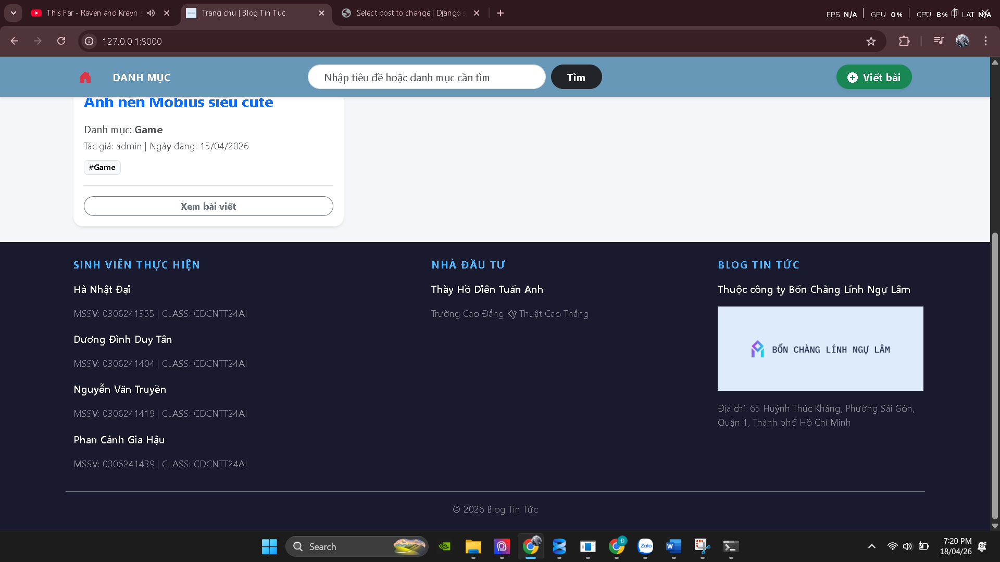 This Far - Raven and Kreyn
Trang chu | Blog Tin Tuc
Select post to change | Django
FPS N/A GPU 0% CPU 8% LAT N/A
127.0.0.1:8000
DANH MỤC
Nhập tiêu đề hoặc danh mục cần tìm
Tìm
Viết bài
Ảnh nền Mobius siêu cute
Danh mục: Game
Tác giả: admin | Ngày đăng: 15/04/2026
#Game
Xem bài viết
SINH VIÊN THỰC HIỆN
Hà Nhật Đại
MSSV: 0306241355 | CLASS: CDCNTT24AI
Dương Đình Duy Tân
MSSV: 0306241404 | CLASS: CDCNTT24AI
Nguyễn Văn Truyền
MSSV: 0306241419 | CLASS: CDCNTT24AI
Phan Cảnh Gia Hậu
MSSV: 0306241439 | CLASS: CDCNTT24AI
NHÀ ĐẦU TƯ
Thầy Hồ Diên Tuấn Anh
Trường Cao Đẳng Kỹ Thuật Cao Thắng
BLOG TIN TỨC
Thuộc công ty Bốn Chàng Lính Ngự Lâm
BỐN CHÀNG LÍNH NGỰ LÂM
Địa chỉ: 65 Huỳnh Thúc Kháng, Phường Sài Gòn,
Quận 1, Thành phố Hồ Chí Minh
© 2026 Blog Tin Tức
Search
Zalo
7:20 PM
18/04/26